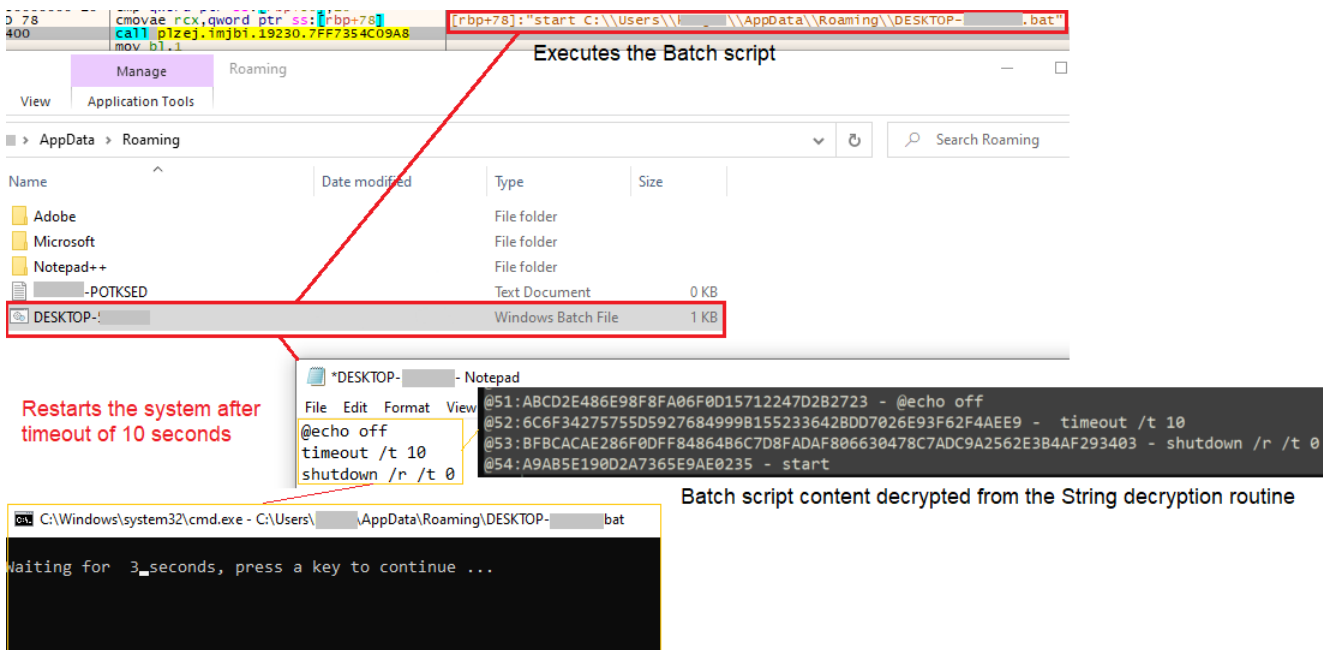 D 78 cmovae rcx,qword ptr ss:[rbp+78] [rbp+78]:"start C:\\Users\\ \\AppData\\Roaming\\DESKTOP- .bat"
400 call plzej.imjbi.19230.7FF7354C09A8
mov bl,1
Executes the Batch script
Manage Roaming
View Application Tools
> AppData > Roaming Search Roaming
Name Date modified Type Size
Adobe File folder
Microsoft File folder
Notepad++ File folder
-POTKSED Text Document 0 KB
DESKTOP- Windows Batch File 1 KB
*DESKTOP- - Notepad
Restarts the system after
timeout of 10 seconds
File Edit Format View
@echo off
timeout /t 10
shutdown /r /t 0
@51:ABCD2E486E98F8FA06F0D15712247D2B2723 - @echo off
@52:6C6F34275755D5927684999B155233642BDD7026E93F62F4AEE9 - timeout /t 10
@53:BFBCACAE286F0DFF84864B6C7D8FADAF806630478C7ADC9A2562E3B4AF293403 - shutdown /r /t 0
@54:A9AB5E190D2A7365E9AE0235 - start
Batch script content decrypted from the String decryption routine
C:\Windows\system32\cmd.exe - C:\Users\ \AppData\Roaming\DESKTOP- bat
Waiting for 3 seconds, press a key to continue ...